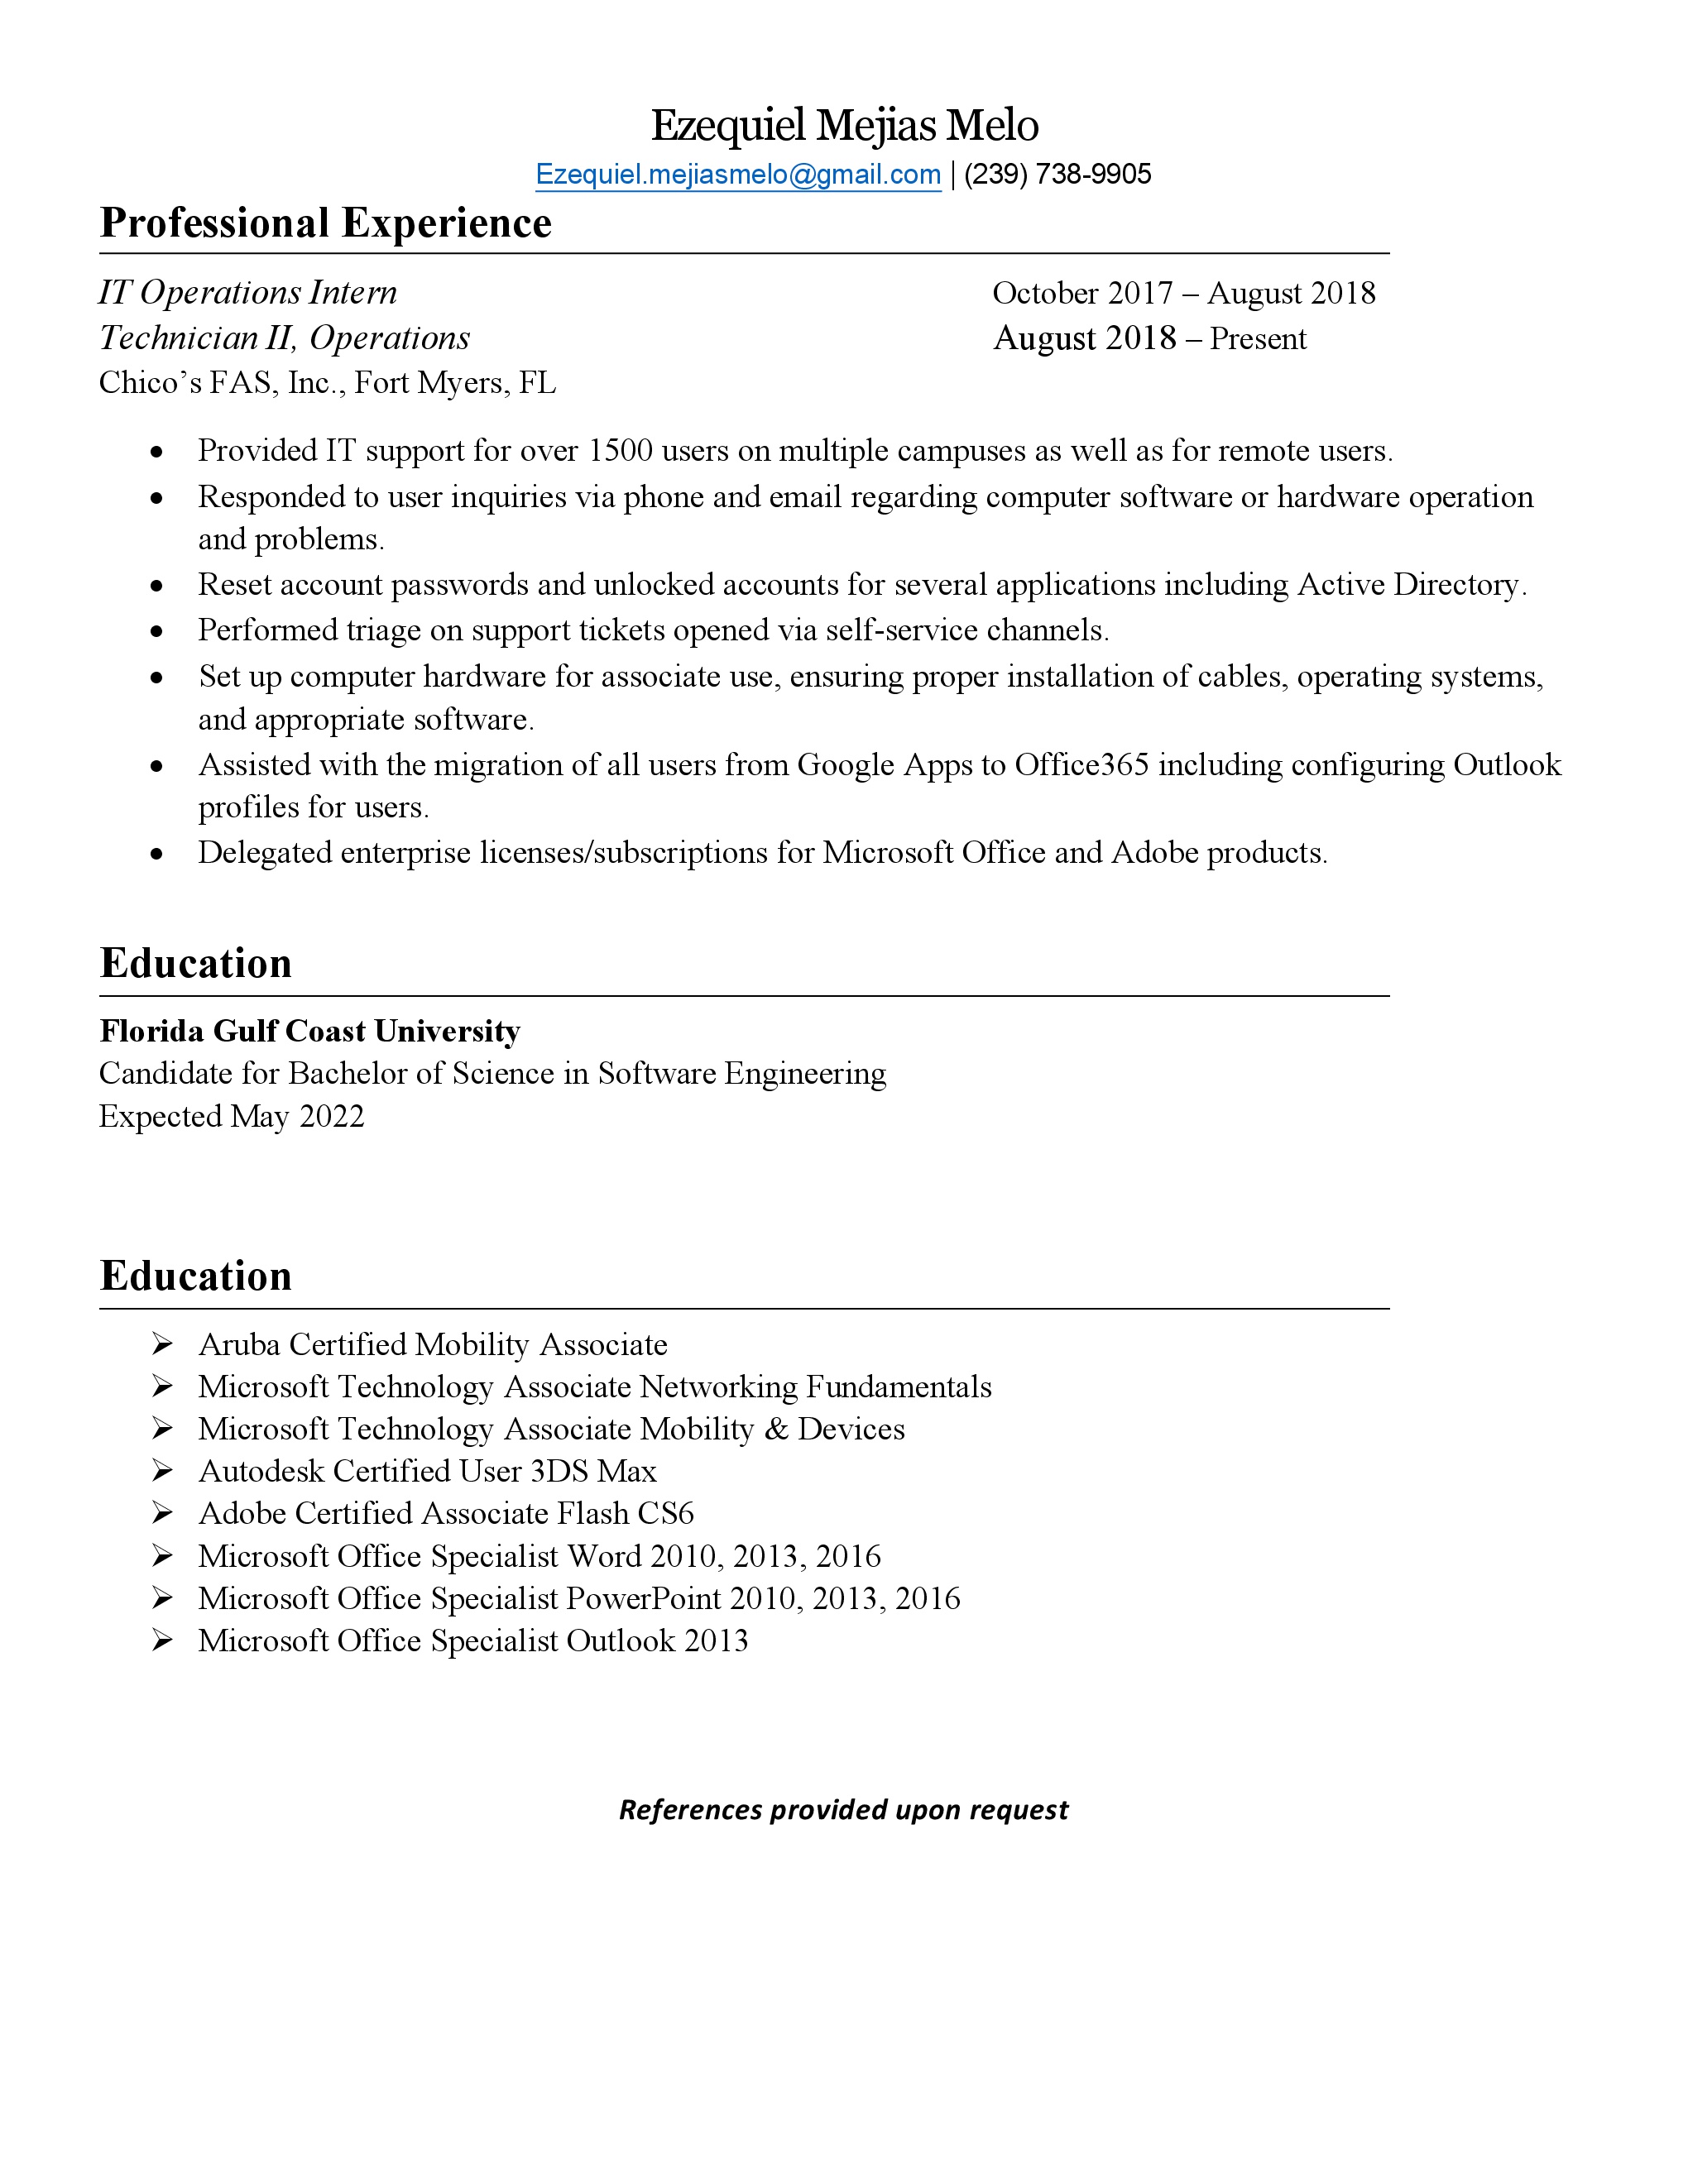 Ezequiel Mejias Melo
Ezequiel.mejiasmelo@gmail.com | (239) 738-9905
Professional Experience
IT Operations Intern October 2017 – August 2018
Technician II, Operations August 2018 – Present
Chico’s FAS, Inc., Fort Myers, FL
• Provided IT support for over 1500 users on multiple campuses as well as for remote users.
• Responded to user inquiries via phone and email regarding computer software or hardware operation
and problems.
• Reset account passwords and unlocked accounts for several applications including Active Directory.
• Performed triage on support tickets opened via self-service channels.
• Set up computer hardware for associate use, ensuring proper installation of cables, operating systems,
and appropriate software.
• Assisted with the migration of all users from Google Apps to Office365 including configuring Outlook
profiles for users.
• Delegated enterprise licenses/subscriptions for Microsoft Office and Adobe products.
Education
Florida Gulf Coast University
Candidate for Bachelor of Science in Software Engineering
Expected May 2022
Education
➢ Aruba Certified Mobility Associate
➢ Microsoft Technology Associate Networking Fundamentals
➢ Microsoft Technology Associate Mobility & Devices
➢ Autodesk Certified User 3DS Max
➢ Adobe Certified Associate Flash CS6
➢ Microsoft Office Specialist Word 2010, 2013, 2016
➢ Microsoft Office Specialist PowerPoint 2010, 2013, 2016
➢ Microsoft Office Specialist Outlook 2013
References provided upon request